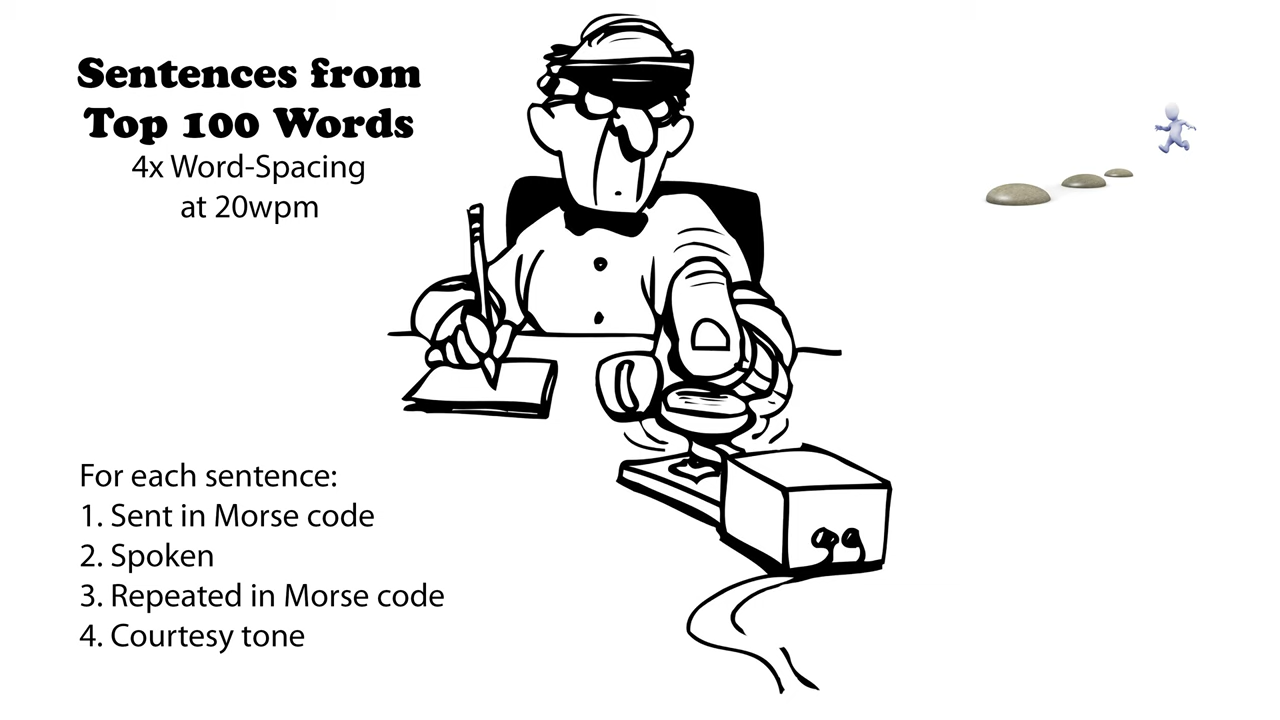 Sentences from
Top 100 Words
4x Word-Spacing
at 20wpm
For each sentence:
1. Sent in Morse code
2. Spoken
3. Repeated in Morse code
4. Courtesy tone